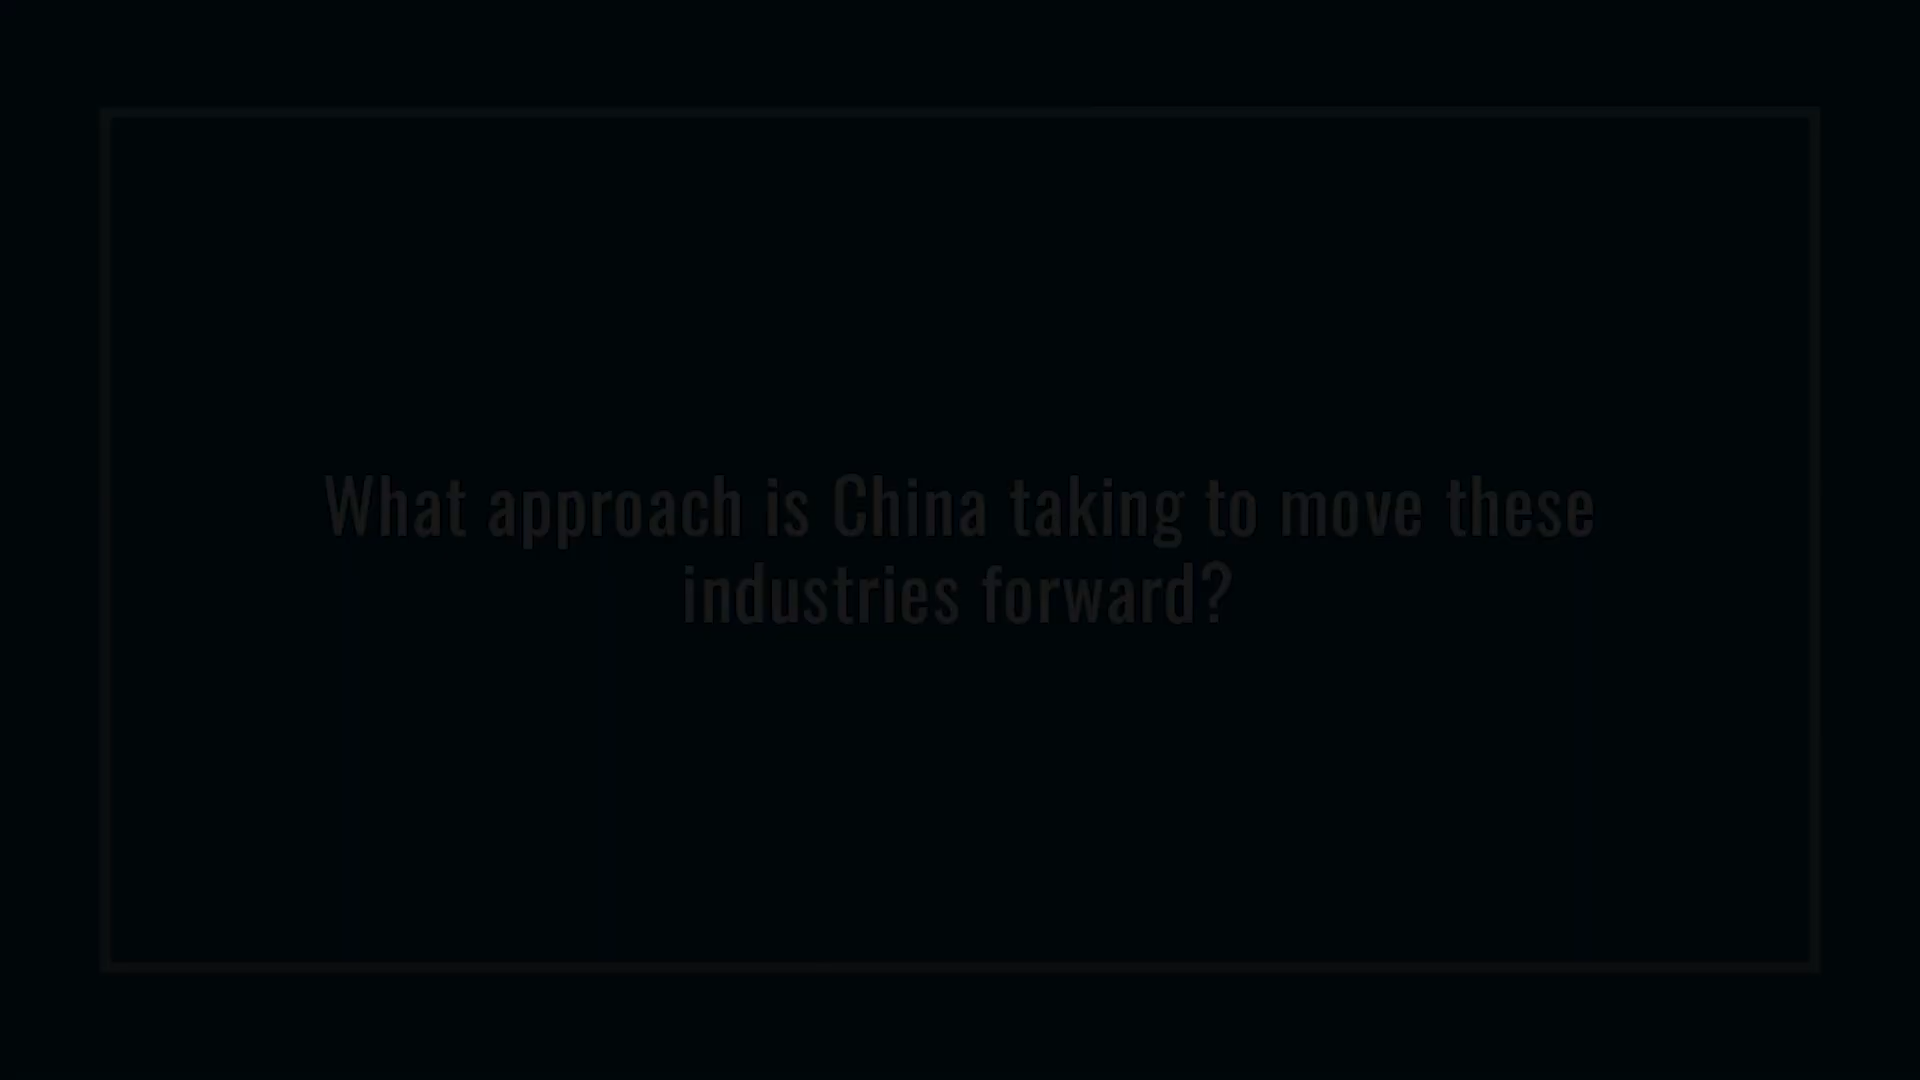 What approach is China taking to move these
industries forward?